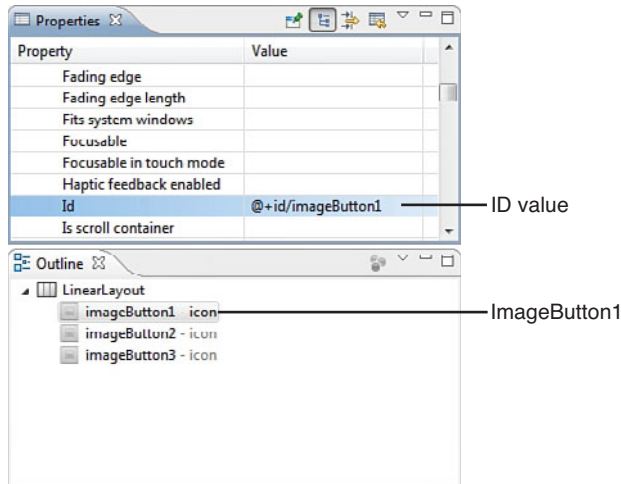 Properties
Property Value
Fading edge
Fading edge length
Fits system windows
Focusable
Focusable in touch mode
Haptic feedback enabled
Id @+id/imageButton1
Is scroll container
ID value
Outline
LinearLayout
imageButton1 - icon
imageButton2 - icon
imageButton3 - icon
ImageButton1